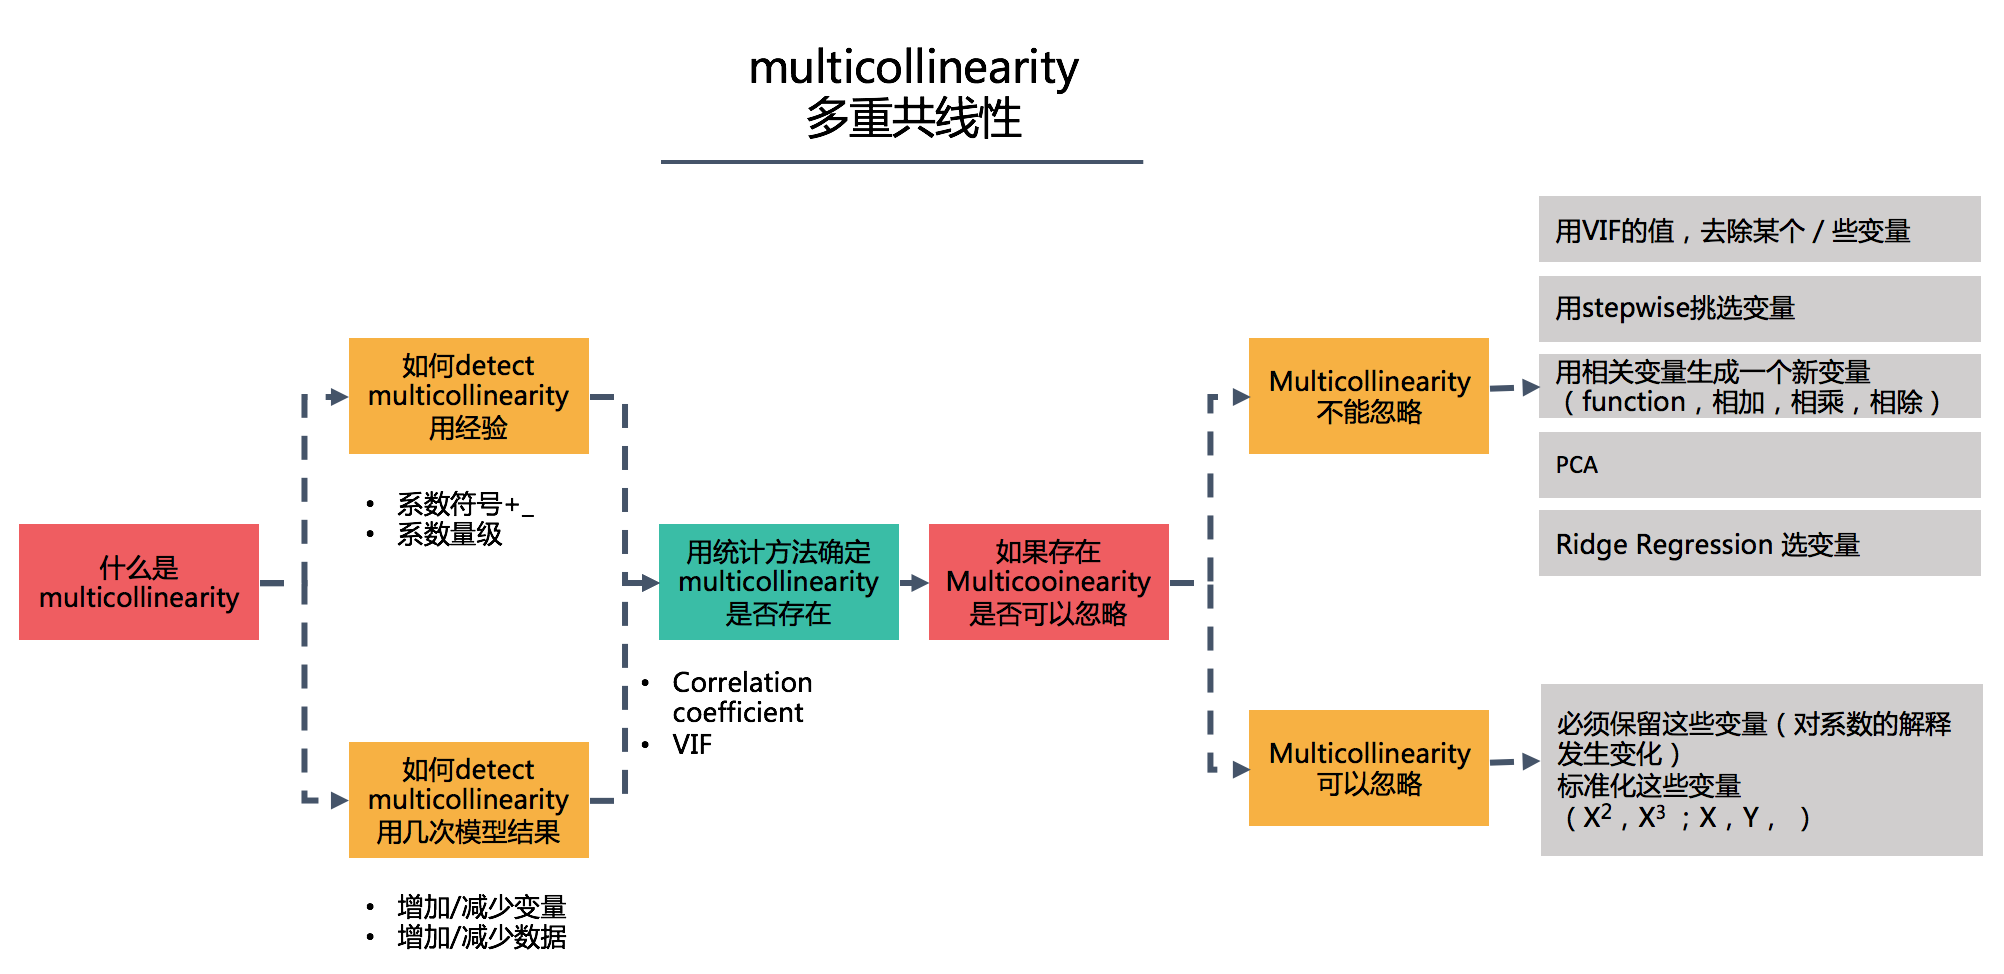 multicollinearity
多重共线性
什么是
multicollinearity
如何detect
multicollinearity
用经验
• 系数符号+_
• 系数量级
如何detect
multicollinearity
用几次模型结果
• 增加/减少变量
• 增加/减少数据
用统计方法确定
multicollinearity
是否存在
• Correlation
coefficient
• VIF
如果存在
Multicooinearity
是否可以忽略
Multicollinearity
不能忽略
用VIF的值，去除某个 / 些变量
用stepwise挑选变量
用相关变量生成一个新变量
（function，相加，相乘，相除）
PCA
Ridge Regression 选变量
Multicollinearity
可以忽略
必须保留这些变量（对系数的解释
发生变化）
标准化这些变量
（X²，X³ ；X，Y， ）